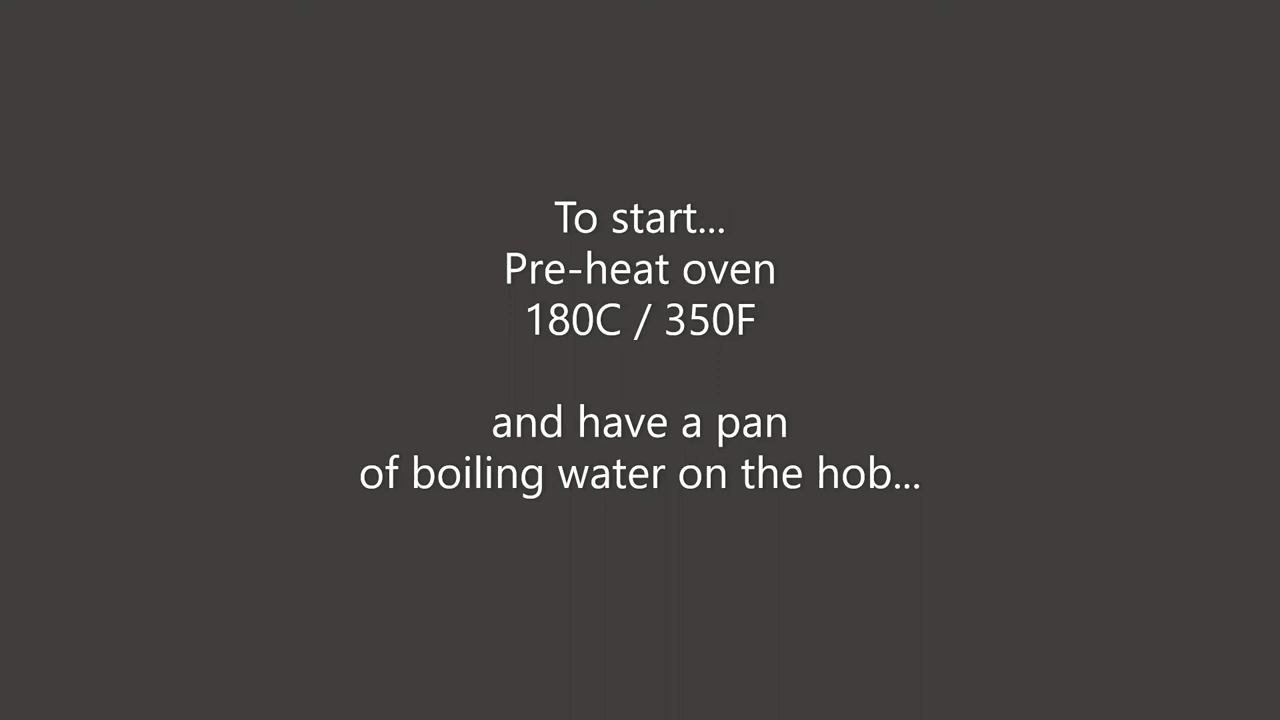 To start...
Pre-heat oven
180C / 350F
and have a pan
of boiling water on the hob...